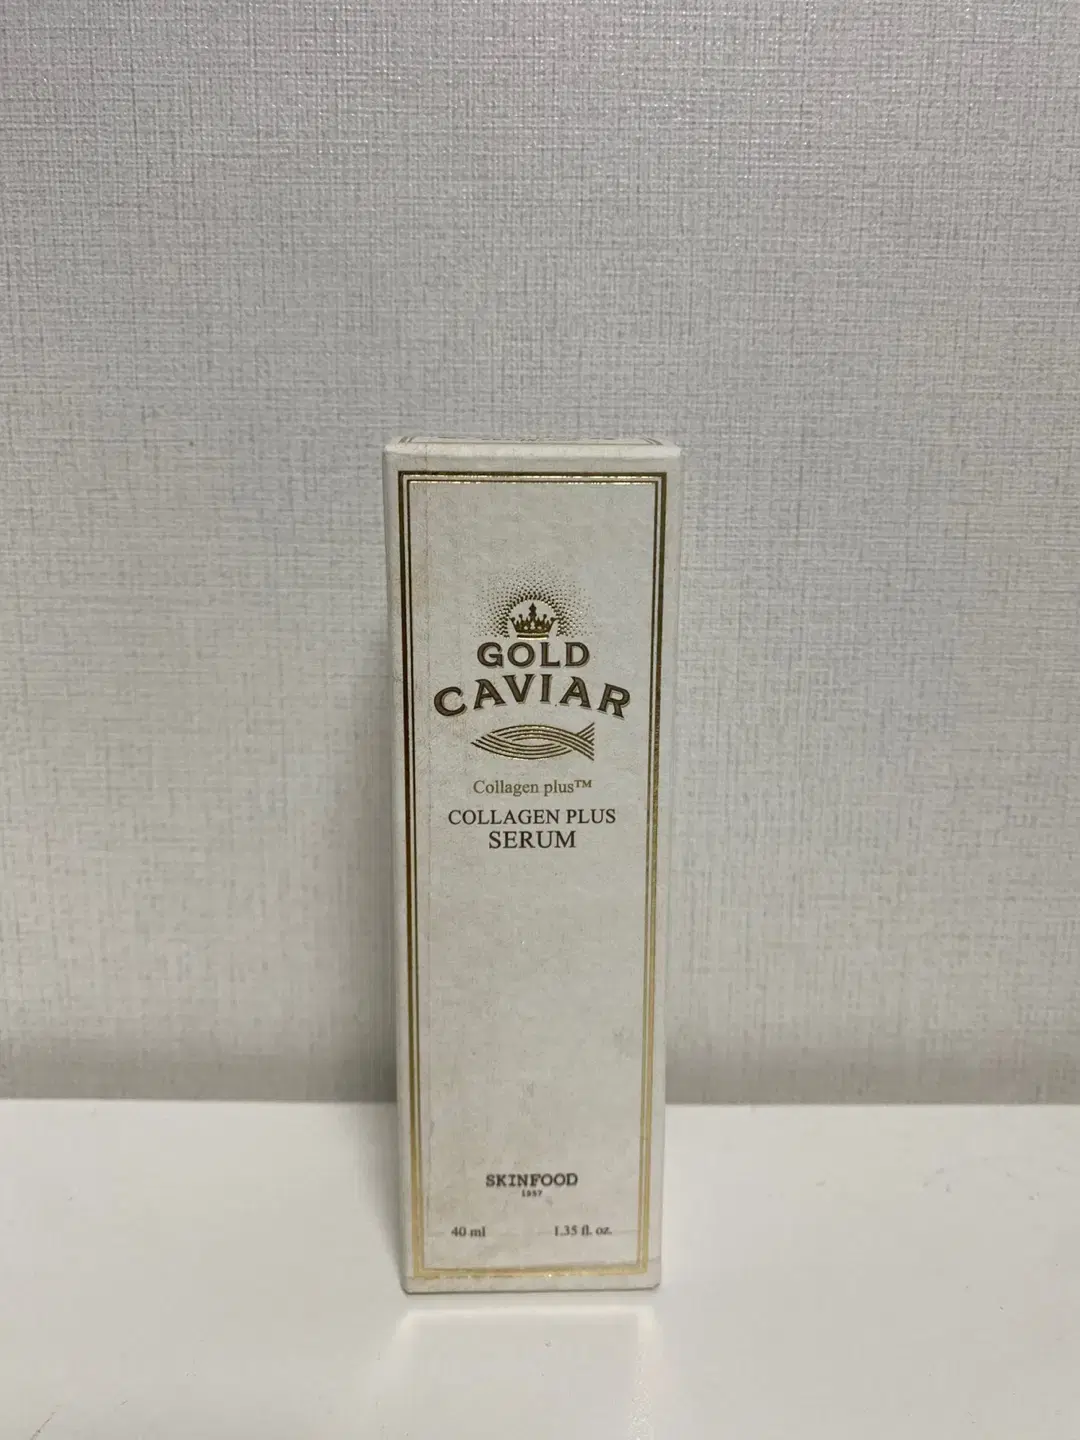 GOLD
CAVIAR
Collagen plus™
COLLAGEN PLUS
SERUM
SKINFOOD
1957
40 ml 1.35 fl. oz.